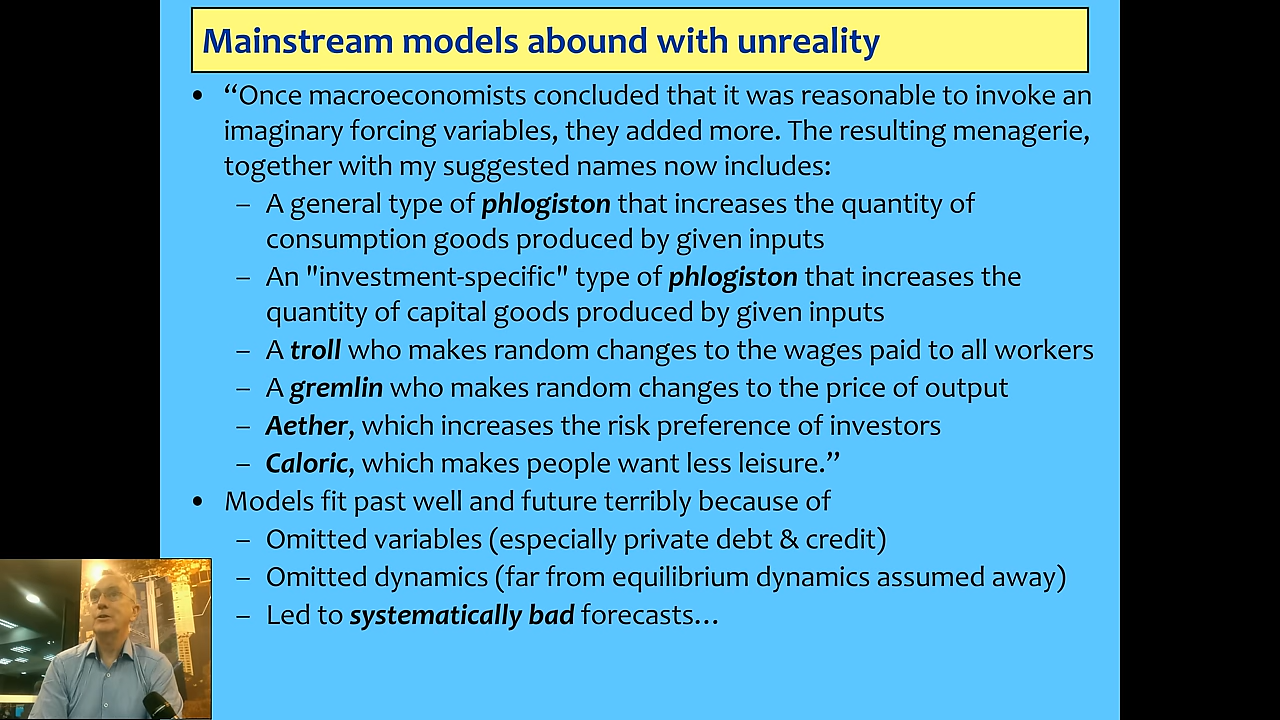 Mainstream models abound with unreality
• “Once macroeconomists concluded that it was reasonable to invoke an
imaginary forcing variables, they added more. The resulting menagerie,
together with my suggested names now includes:
– A general type of phlogiston that increases the quantity of
consumption goods produced by given inputs
– An "investment-specific" type of phlogiston that increases the
quantity of capital goods produced by given inputs
– A troll who makes random changes to the wages paid to all workers
– A gremlin who makes random changes to the price of output
– Aether, which increases the risk preference of investors
– Caloric, which makes people want less leisure.”
• Models fit past well and future terribly because of
– Omitted variables (especially private debt & credit)
– Omitted dynamics (far from equilibrium dynamics assumed away)
– Led to systematically bad forecasts…